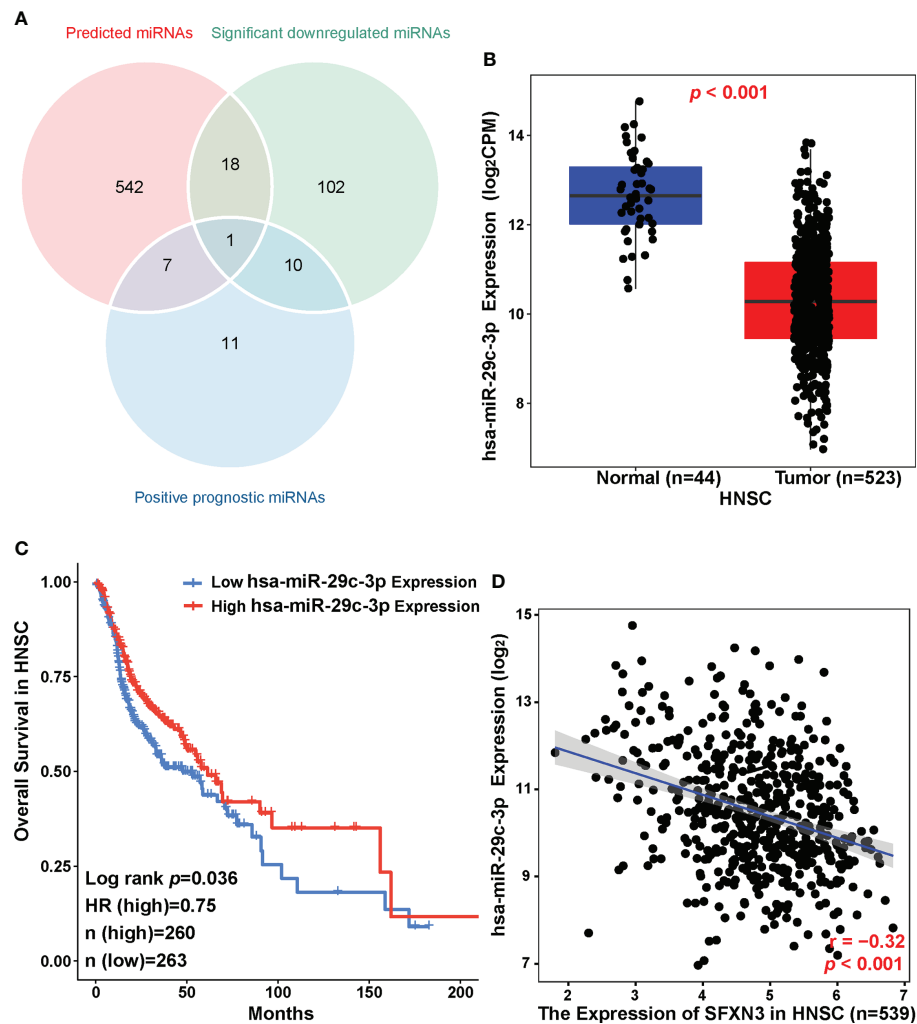 A
Predicted miRNAs
Significant downregulated miRNAs
542
18
102
1
7
10
11
Positive prognostic miRNAs
B
p < 0.001
hsa-miR-29c-3p Expression (log2CPM)
14
12
10
8
Normal (n=44)
Tumor (n=523)
HNSC
C
Low hsa-miR-29c-3p Expression
High hsa-miR-29c-3p Expression
Overall Survival in HNSC
1.00
0.75
0.50
0.25
0.00
Log rank p=0.036
HR (high)=0.75
n (high)=260
n (low)=263
0
50
100
150
200
Months
D
hsa-miR-29c-3p Expression (log2)
15
13
11
9
7
r = −0.32
p < 0.001
2
3
4
5
6
7
The Expression of SFXN3 in HNSC (n=539)